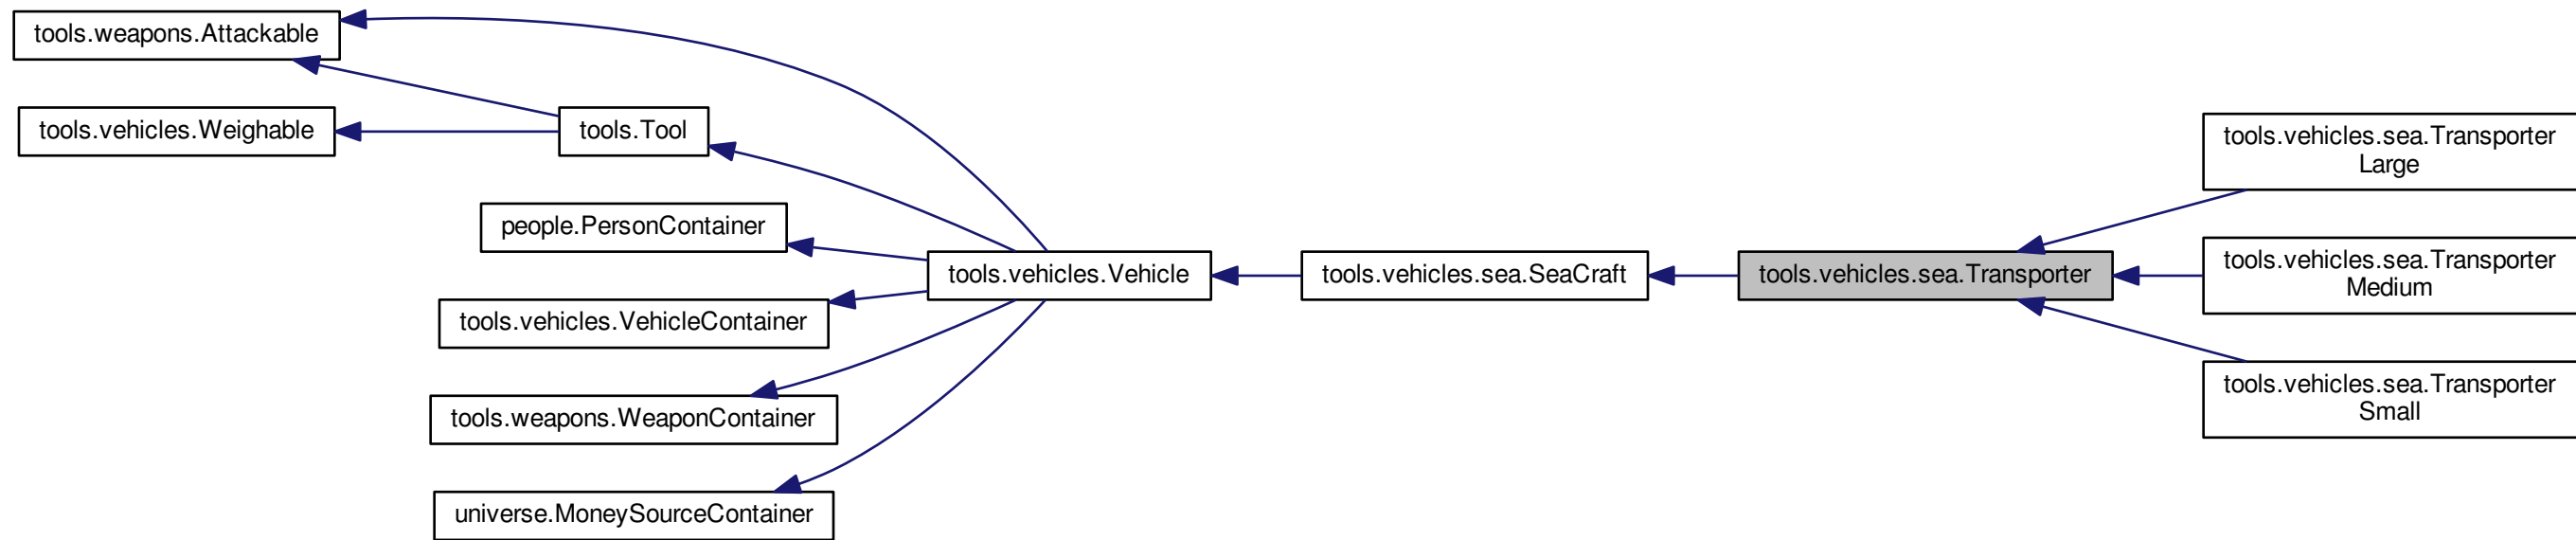 tools.weapons.Attackable
tools.vehicles.Weighable
tools.Tool
people.PersonContainer
tools.vehicles.VehicleContainer
tools.weapons.WeaponContainer
universe.MoneySourceContainer
tools.vehicles.Vehicle
tools.vehicles.sea.SeaCraft
tools.vehicles.sea.Transporter
tools.vehicles.sea.Transporter
Large
tools.vehicles.sea.Transporter
Medium
tools.vehicles.sea.Transporter
Small